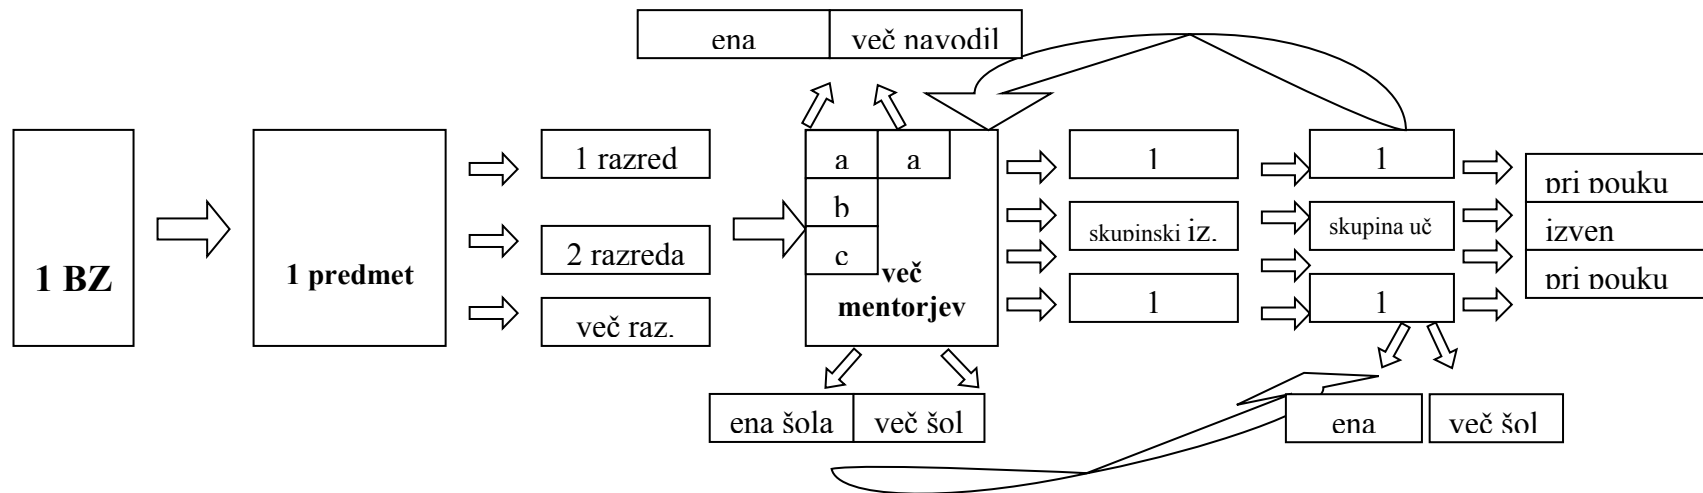 ena
več navodil
1 BZ
1 predmet
1 razred
2 razreda
več raz.
a
a
b
c
več
mentorjev
1
skupinski iz.
1
1
skupina uč
1
pri pouku
izven
pri pouku
ena šola
več šol
ena
več šol